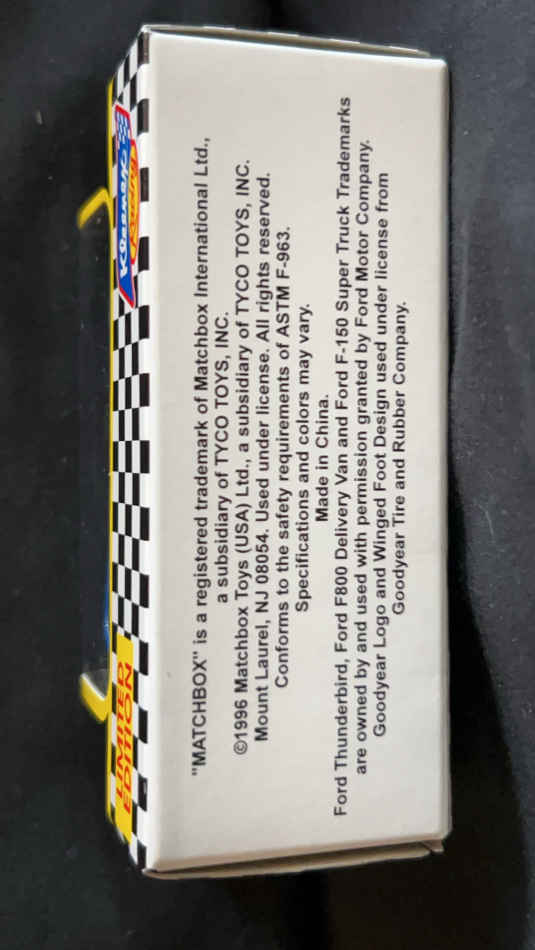 "MATCHBOX" is a registered trademark of Matchbox International Ltd.,
a subsidiary of TYCO TOYS, INC.
©1996 Matchbox Toys (USA) Ltd., a subsidiary of TYCO TOYS, INC.
Mount Laurel, NJ 08054. Used under license. All rights reserved.
Conforms to the safety requirements of ASTM F-963.
Specifications and colors may vary.
Made in China.
Ford Thunderbird, Ford F800 Delivery Van and Ford F-150 Super Truck Trademarks
are owned by and used with permission granted by Ford Motor Company.
Goodyear Logo and Winged Foot Design used under license from
Goodyear Tire and Rubber Company.
LIMITED
EDITION
Kleenex
Racing